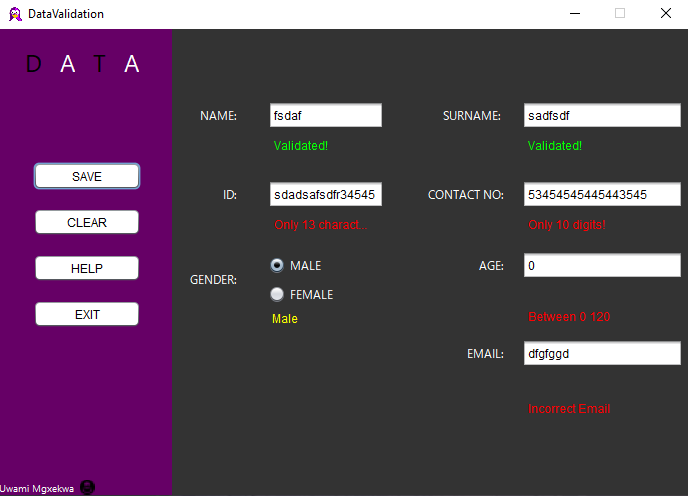 DataValidation
D A T A
NAME: fsdaf SURNAME: sadfsdf
Validated! Validated!
SAVE
ID: sdadsafsdfr34545 CONTACT NO: 53454545445443545
CLEAR
Only 13 charact... Only 10 digits!
HELP
MALE AGE: 0
GENDER:
FEMALE
EXIT
Male Between 0-120
EMAIL: dfgfggd
Incorrect Email
Uwami Mgxekwa